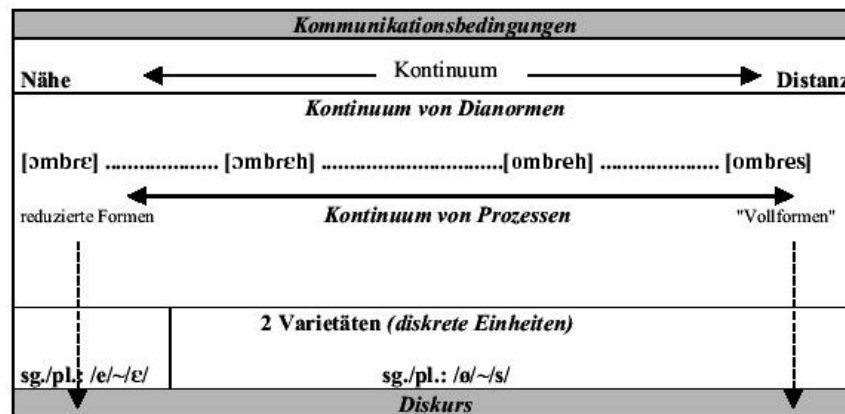 Kommunikationsbedingungen
Nähe Kontinuum Distanz
Kontinuum von Dianormen
[ɔmbrɛ] .................... [ɔmbrɛh] .................................[ombreh] ..................... [ombres]
reduzierte Formen Kontinuum von Prozessen "Vollformen"
2 Varietäten (diskrete Einheiten)
sg./pl.: /e/~/ɛ/ sg./pl.: /ø/~/s/
Diskurs